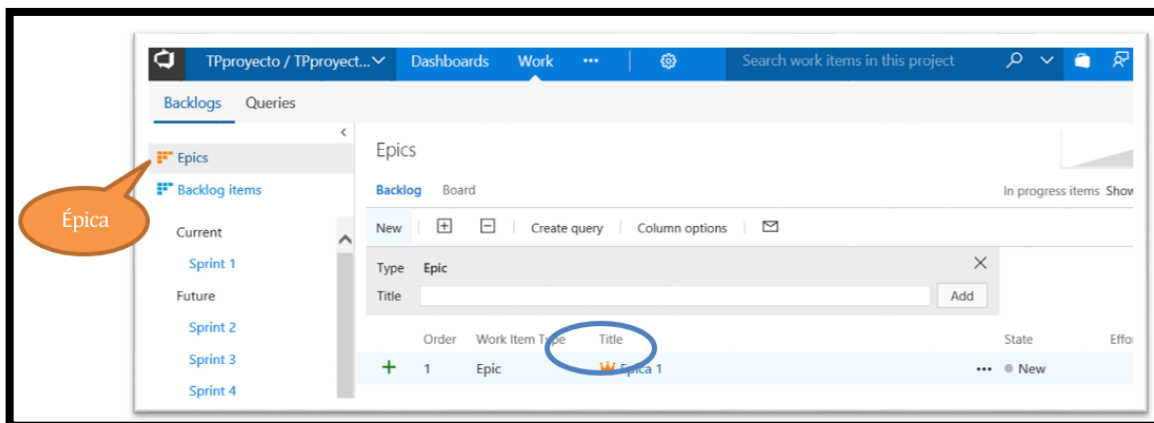 TPproyecto / TPproyect... Dashboards Work ... Search work items in this project
Backlogs Queries
Epics
Backlog items
Current
Sprint 1
Future
Sprint 2
Sprint 3
Sprint 4
Épica
Epics
Backlog Board
In progress items Show
New Create query Column options
Type Epic
Title Add
Order Work Item Type Title State Effo
1 Epic Epica 1 ... New